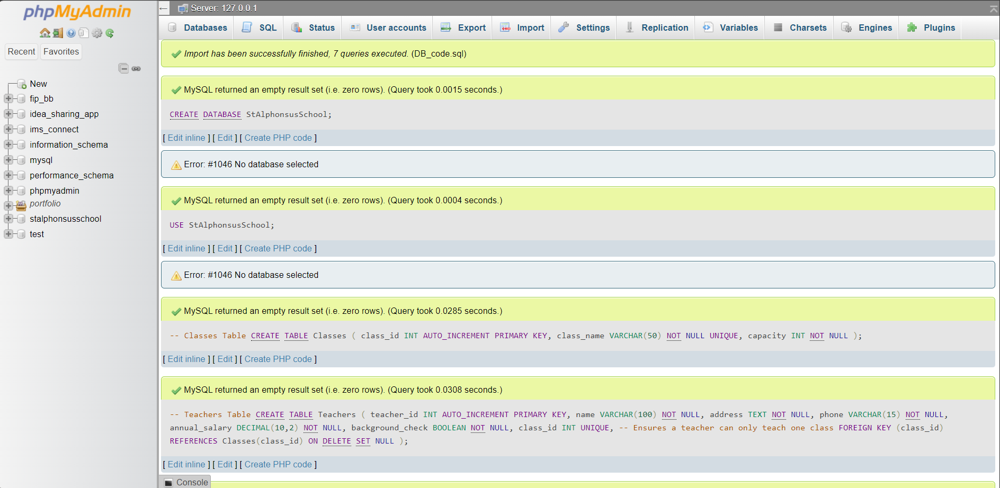 phpMyAdmin
Recent
Favorites
New
fip_bb
idea_sharing_app
ims_connect
information_schema
mysql
performance_schema
phpmyadmin
portfolio
stalphonsusschool
test
Server: 127.0.0.1
Databases
SQL
Status
User accounts
Export
Import
Settings
Replication
Variables
Charsets
Engines
Plugins
Import has been successfully finished, 7 queries executed. (DB_code.sql)
MySQL returned an empty result set (i.e. zero rows). (Query took 0.0015 seconds.)
CREATE DATABASE StAlphonsusSchool;
[ Edit inline ] [ Edit ] [ Create PHP code ]
Error: #1046 No database selected
MySQL returned an empty result set (i.e. zero rows). (Query took 0.0004 seconds.)
USE StAlphonsusSchool;
[ Edit inline ] [ Edit ] [ Create PHP code ]
Error: #1046 No database selected
MySQL returned an empty result set (i.e. zero rows). (Query took 0.0285 seconds.)
-- Classes Table CREATE TABLE Classes ( class_id INT AUTO_INCREMENT PRIMARY KEY, class_name VARCHAR(50) NOT NULL UNIQUE, capacity INT NOT NULL );
[ Edit inline ] [ Edit ] [ Create PHP code ]
MySQL returned an empty result set (i.e. zero rows). (Query took 0.0308 seconds.)
-- Teachers Table CREATE TABLE Teachers ( teacher_id INT AUTO_INCREMENT PRIMARY KEY, name VARCHAR(100) NOT NULL, address TEXT NOT NULL, phone VARCHAR(15) NOT NULL,
annual_salary DECIMAL(10,2) NOT NULL, background_check BOOLEAN NOT NULL, class_id INT UNIQUE, -- Ensures a teacher can only teach one class FOREIGN KEY (class_id)
REFERENCES Classes(class_id) ON DELETE SET NULL );
[ Edit inline ] [ Edit ] [ Create PHP code ]
Console